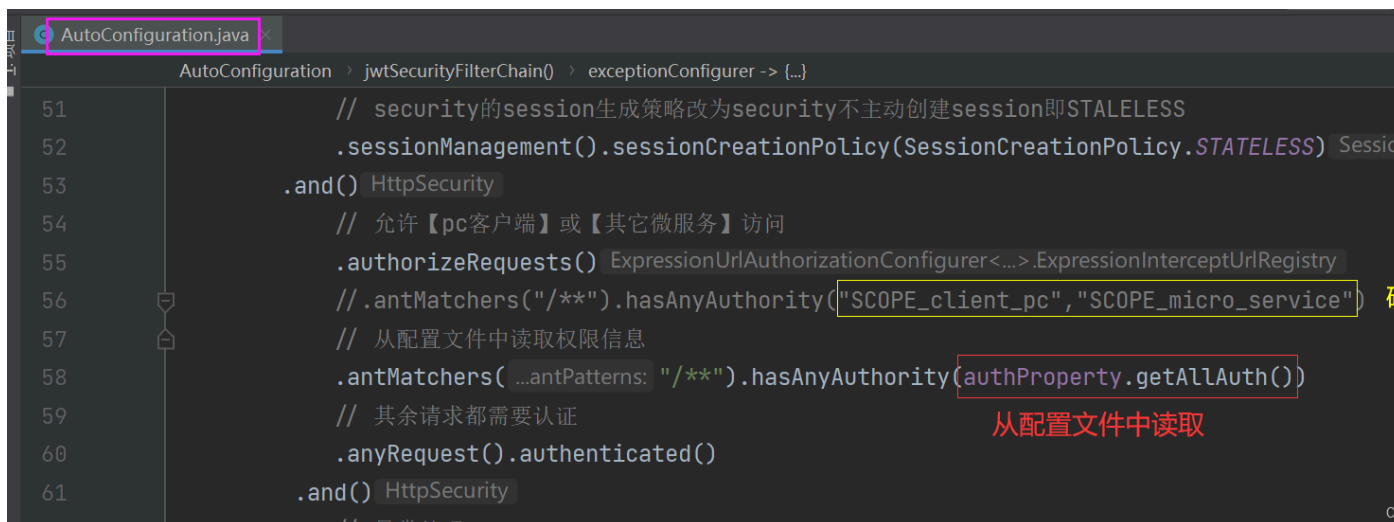 AutoConfiguration.java
AutoConfiguration > jwtSecurityFilterChain() > exceptionConfigurer -> {...}
51 // security的session生成策略改为security不主动创建session即STALELESS
52 .sessionManagement().sessionCreationPolicy(SessionCreationPolicy.STATELESS) Sessio
53 .and() HttpSecurity
54 // 允许【pc客户端】或【其它微服务】访问
55 .authorizeRequests() ExpressionUrlAuthorizationConfigurer<...>.ExpressionInterceptUrlRegistry
56 //.antMatchers("/**").hasAnyAuthority("SCOPE_client_pc","SCOPE_micro_service")
57 // 从配置文件中读取权限信息
58 .antMatchers( ...antPatterns: "/**").hasAnyAuthority(authProperty.getAllAuth())
59 // 其余请求都需要认证
从配置文件中读取
60 .anyRequest().authenticated()
61 .and() HttpSecurity